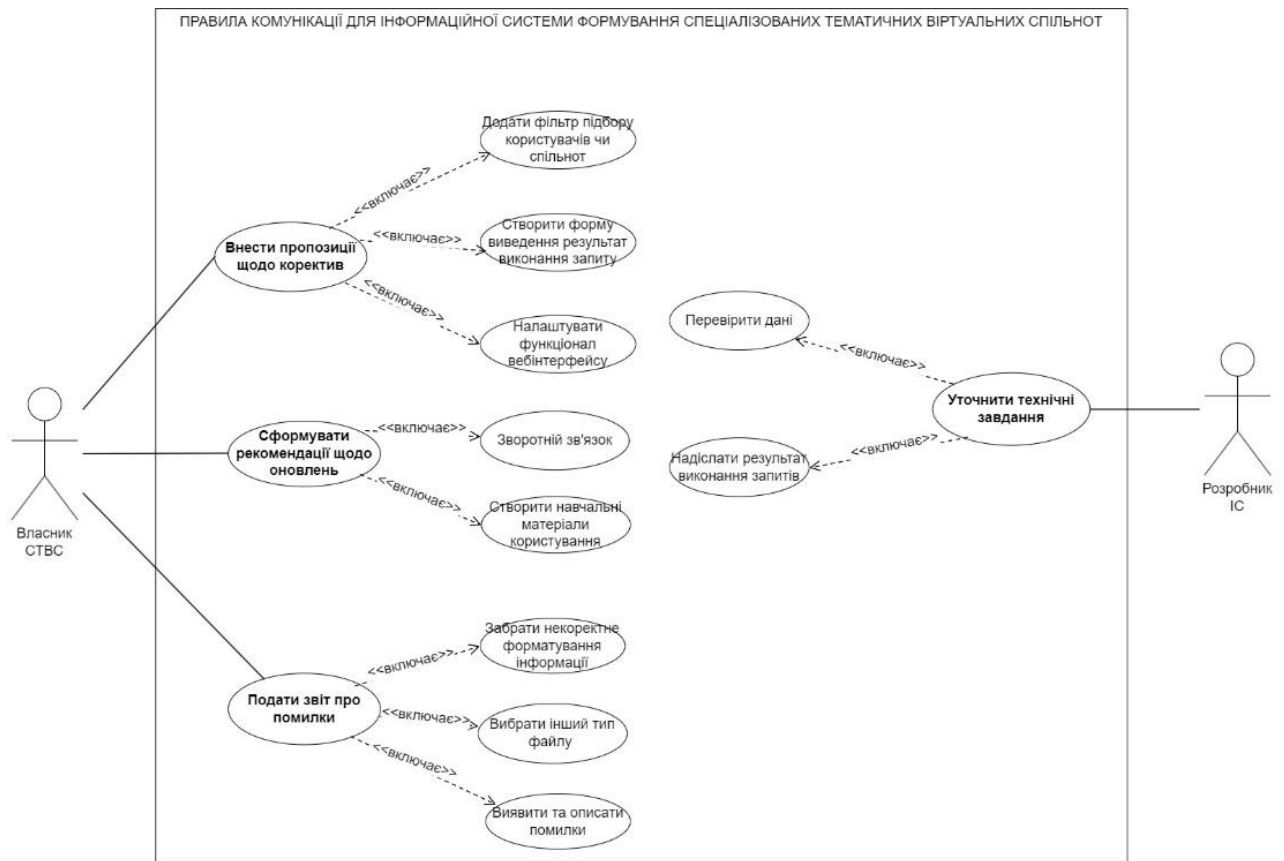 ПРАВИЛА КОМУНІКАЦІЇ ДЛЯ ІНФОРМАЦІЙНОЇ СИСТЕМИ ФОРМУВАННЯ СПЕЦІАЛІЗОВАНИХ ТЕМАТИЧНИХ ВІРТУАЛЬНИХ СПІЛЬНОТ
Додати фільтр підбору
користувачів чи
спільнот
<<включає>>
Внести пропозиції
щодо коректив
<<включає>>
Створити форму
виведення результат
виконання запиту
<<включає>>
Налаштувати
функціонал
вебінтерфейсу
Перевірити дані
<<включає>>
Уточнити технічні
завдання
<<включає>>
Надіслати результат
виконання запитів
Розробник
ІС
Власник
СТВС
Сформувати
рекомендації щодо
оновлень
<<включає>>
Зворотній зв'язок
<<включає>>
Створити навчальні
матеріали
користування
Подати звіт про
помилки
<<включає>>
Забрати некоректне
форматування
інформації
<<включає>>
Вибрати інший тип
файлу
<<включає>>
Виявити та описати
помилки